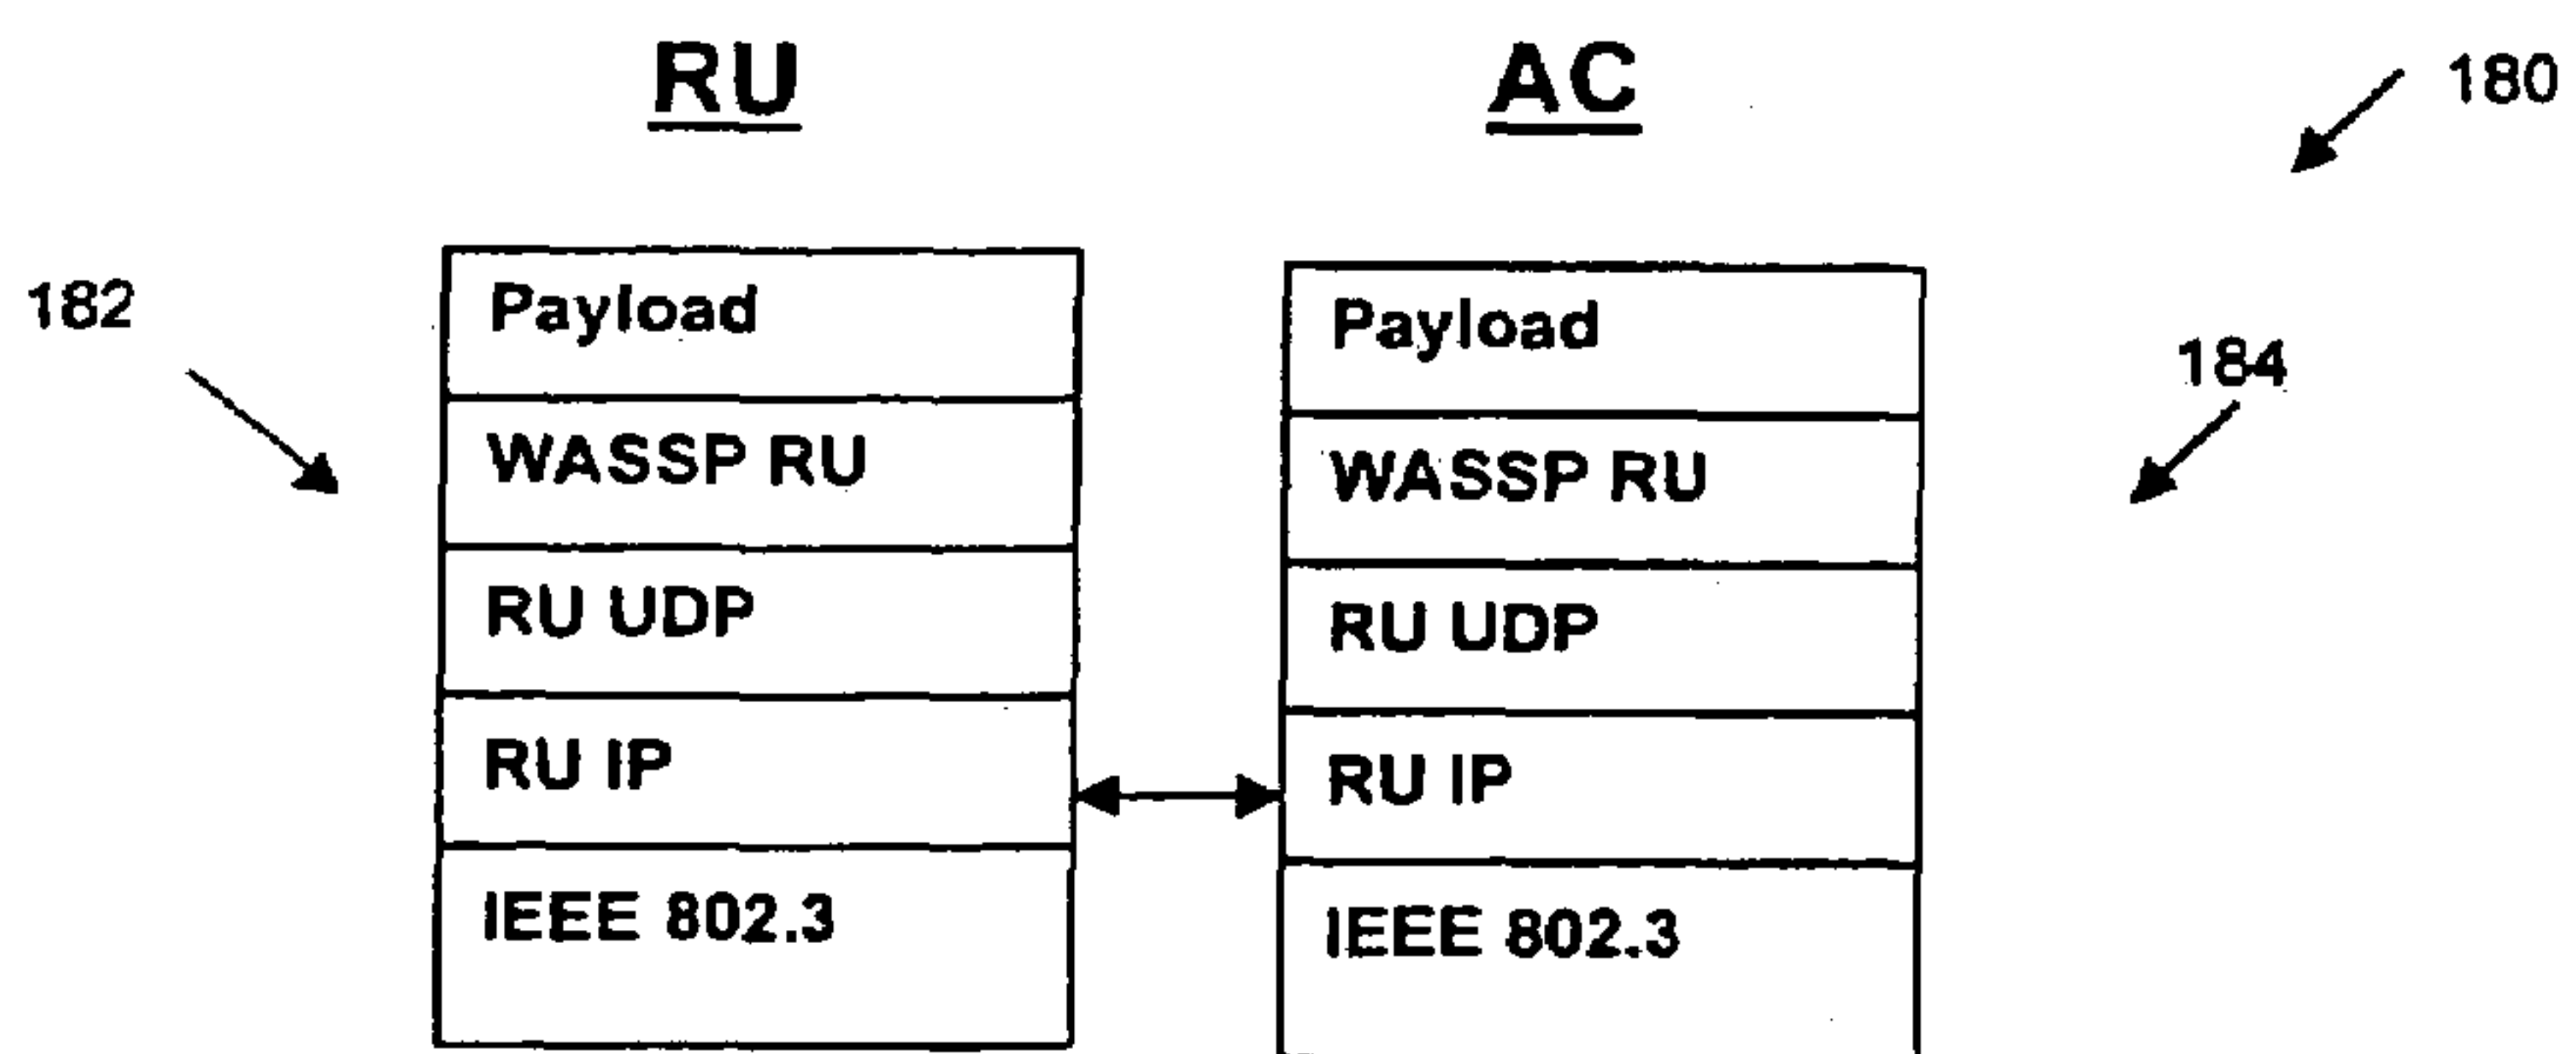 RU AC
180
182
184
Payload
WASSP RU
RU UDP
RU IP
IEEE 802.3
Payload
WASSP RU
RU UDP
RU IP
IEEE 802.3